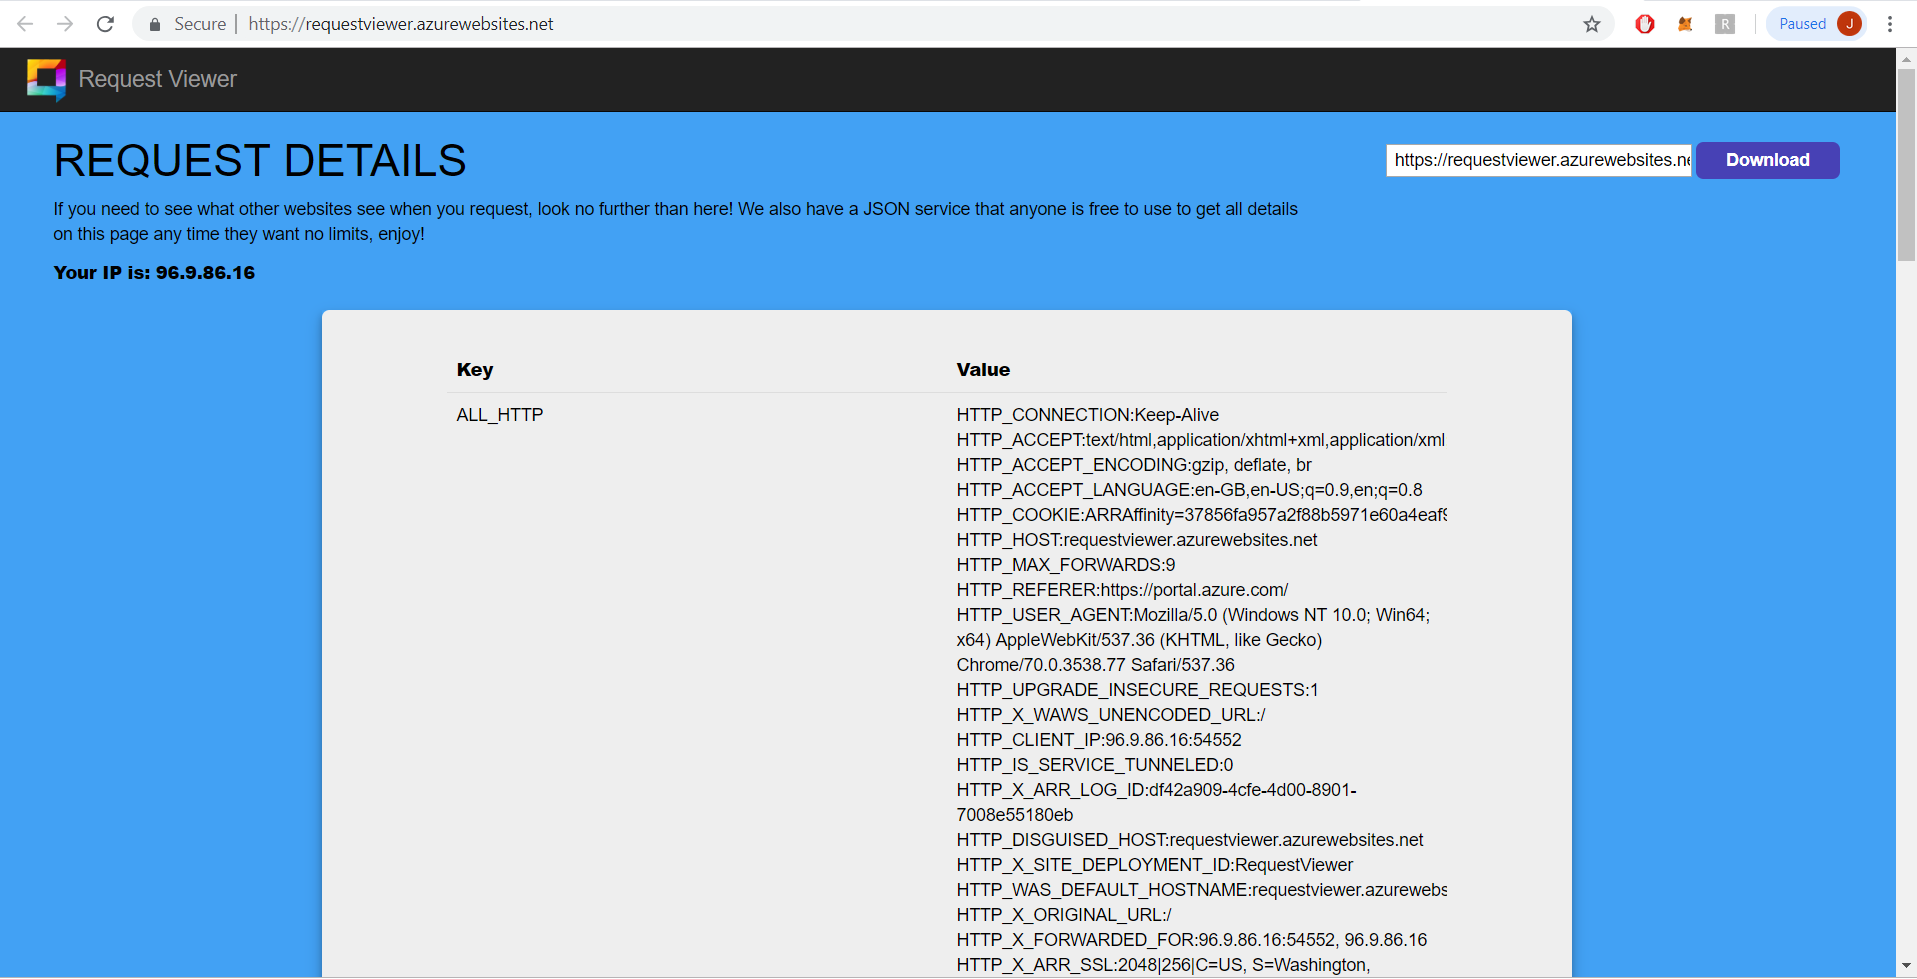 Secure | https://requestviewer.azurewebsites.net
R
Paused J
Request Viewer
REQUEST DETAILS
https://requestviewer.azurewebsites.ne
Download
If you need to see what other websites see when you request, look no further than here! We also have a JSON service that anyone is free to use to get all details
on this page any time they want no limits, enjoy!
Your IP is: 96.9.86.16
Key Value
ALL_HTTP HTTP_CONNECTION:Keep-Alive
HTTP_ACCEPT:text/html,application/xhtml+xml,application/xml
HTTP_ACCEPT_ENCODING:gzip, deflate, br
HTTP_ACCEPT_LANGUAGE:en-GB,en-US;q=0.9,en;q=0.8
HTTP_COOKIE:ARRAffinity=37856fa957a2f88b5971e60a4eaf9
HTTP_HOST:requestviewer.azurewebsites.net
HTTP_MAX_FORWARDS:9
HTTP_REFERER:https://portal.azure.com/
HTTP_USER_AGENT:Mozilla/5.0 (Windows NT 10.0; Win64;
x64) AppleWebKit/537.36 (KHTML, like Gecko)
Chrome/70.0.3538.77 Safari/537.36
HTTP_UPGRADE_INSECURE_REQUESTS:1
HTTP_X_WAWS_UNENCODED_URL:/
HTTP_CLIENT_IP:96.9.86.16:54552
HTTP_IS_SERVICE_TUNNELED:0
HTTP_X_ARR_LOG_ID:df42a909-4cfe-4d00-8901-
7008e55180eb
HTTP_DISGUISED_HOST:requestviewer.azurewebsites.net
HTTP_X_SITE_DEPLOYMENT_ID:RequestViewer
HTTP_WAS_DEFAULT_HOSTNAME:requestviewer.azurewebs
HTTP_X_ORIGINAL_URL:/
HTTP_X_FORWARDED_FOR:96.9.86.16:54552, 96.9.86.16
HTTP_X_ARR_SSL:2048|256|C=US, S=Washington,